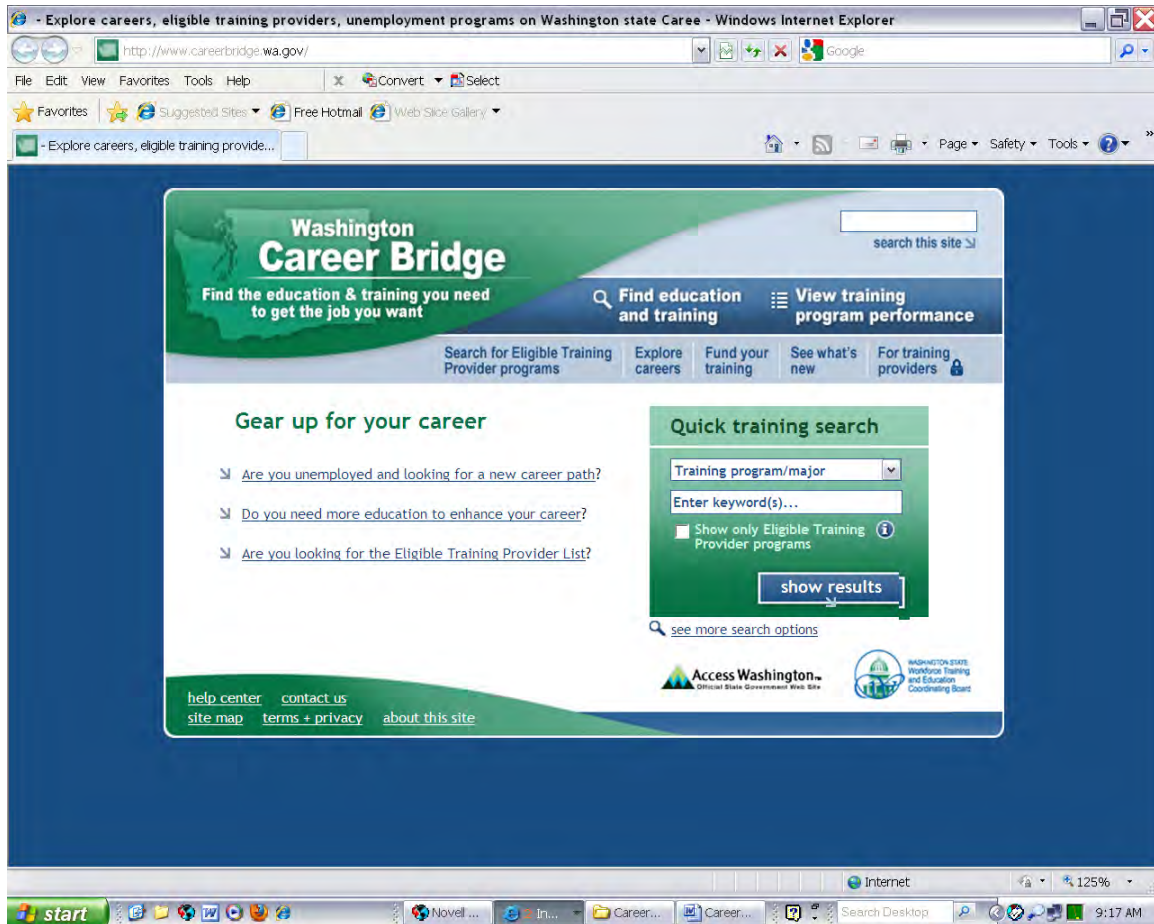 - Explore careers, eligible training providers, unemployment programs on Washington state Caree - Windows Internet Explorer
http://www.careerbridge.wa.gov/
Google
File Edit View Favorites Tools Help
x Convert Select
Favorites
Suggested Sites
Free Hotmail
Web Slice Gallery
- Explore careers, eligible training provide...
Page Safety Tools
Washington
Career Bridge
Find the education & training you need
to get the job you want
search this site
Find education
and training
View training
program performance
Search for Eligible Training
Provider programs
Explore
careers
Fund your
training
See what's
new
For training
providers
Gear up for your career
Are you unemployed and looking for a new career path?
Do you need more education to enhance your career?
Are you looking for the Eligible Training Provider List?
Quick training search
Training program/major
Enter keyword(s)...
Show only Eligible Training
Provider programs
show results
see more search options
Access Washington™
Official State Government Web Site
WASHINGTON STATE
Workforce Training
and Education
Coordinating Board
help center contact us
site map terms + privacy about this site
Internet
125%
start
Novell ...
In...
Career...
Career...
Search Desktop
9:17 AM